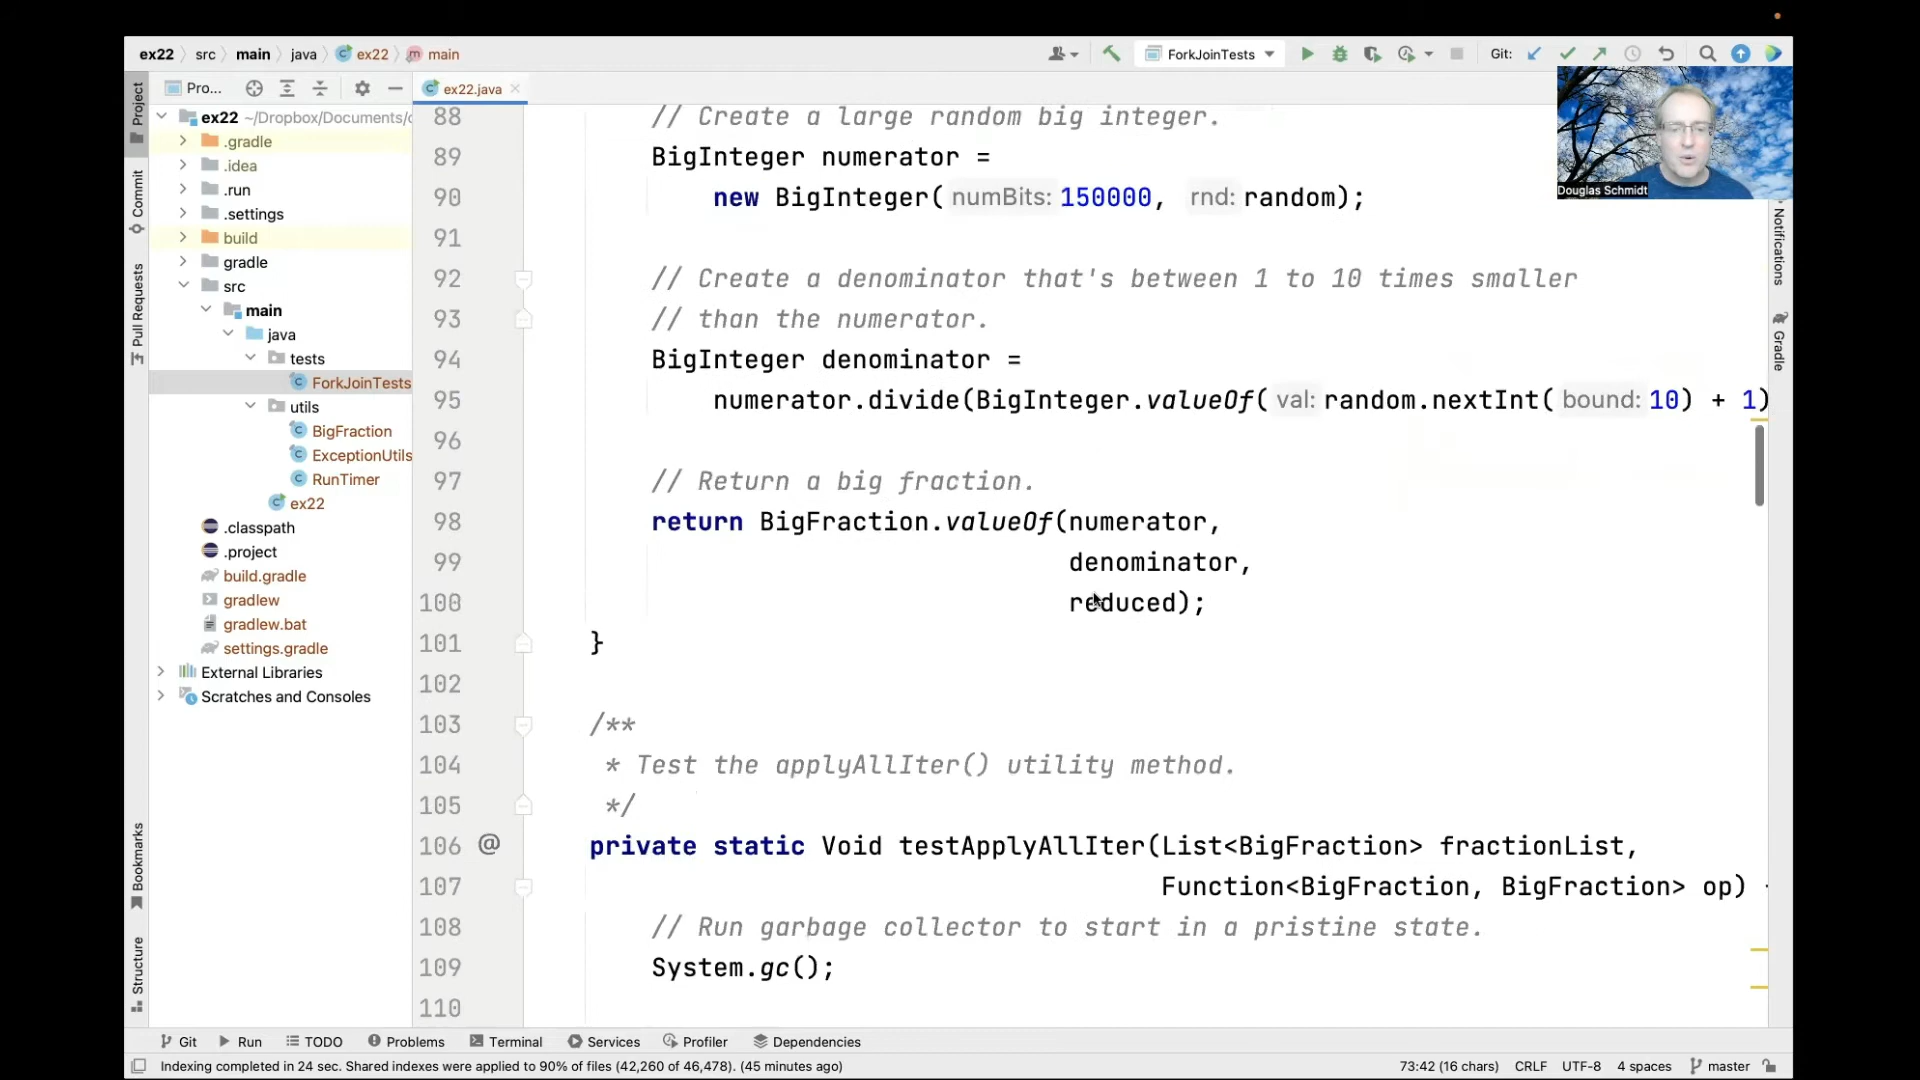 ex22 src main java ex22 main ForkJoinTests Git:
Pro... ex22.java
Project
Commit
Pull Requests
Bookmarks
Structure
ex22 ~/Dropbox/Documents/
.gradle
.idea
.run
.settings
build
gradle
src
main
java
tests
ForkJoinTests
utils
BigFraction
ExceptionUtils
RunTimer
ex22
.classpath
.project
build.gradle
gradlew
gradlew.bat
settings.gradle
External Libraries
Scratches and Consoles
88 // Create a large random big integer.
89 BigInteger numerator =
90 new BigInteger( numBits: 150000, rnd: random);
91
92 // Create a denominator that's between 1 to 10 times smaller
93 // than the numerator.
94 BigInteger denominator =
95 numerator.divide(BigInteger.valueOf( val: random.nextInt( bound: 10) + 1)
96
97 // Return a big fraction.
98 return BigFraction.valueOf(numerator,
99 denominator,
100 reduced);
101 }
102
103 /**
104 * Test the applyAllIter() utility method.
105 */
106 @ private static Void testApplyAllIter(List<BigFraction> fractionList,
107 Function<BigFraction, BigFraction> op)
108 // Run garbage collector to start in a pristine state.
109 System.gc();
110
Douglas Schmidt
Notifications
Gradle
Git Run TODO Problems Terminal Services Profiler Dependencies
Indexing completed in 24 sec. Shared indexes were applied to 90% of files (42,260 of 46,478). (45 minutes ago) 73:42 (16 chars) CRLF UTF-8 4 spaces master